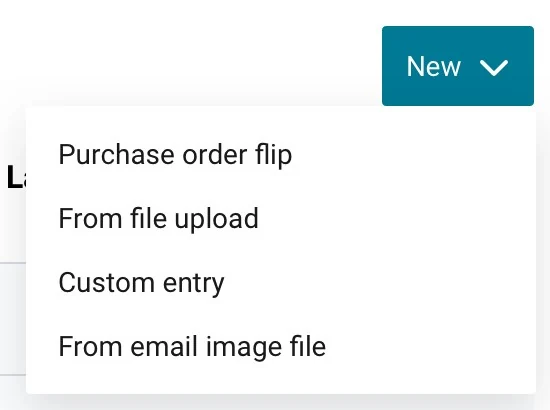 New
Purchase order flip
From file upload
Custom entry
From email image file